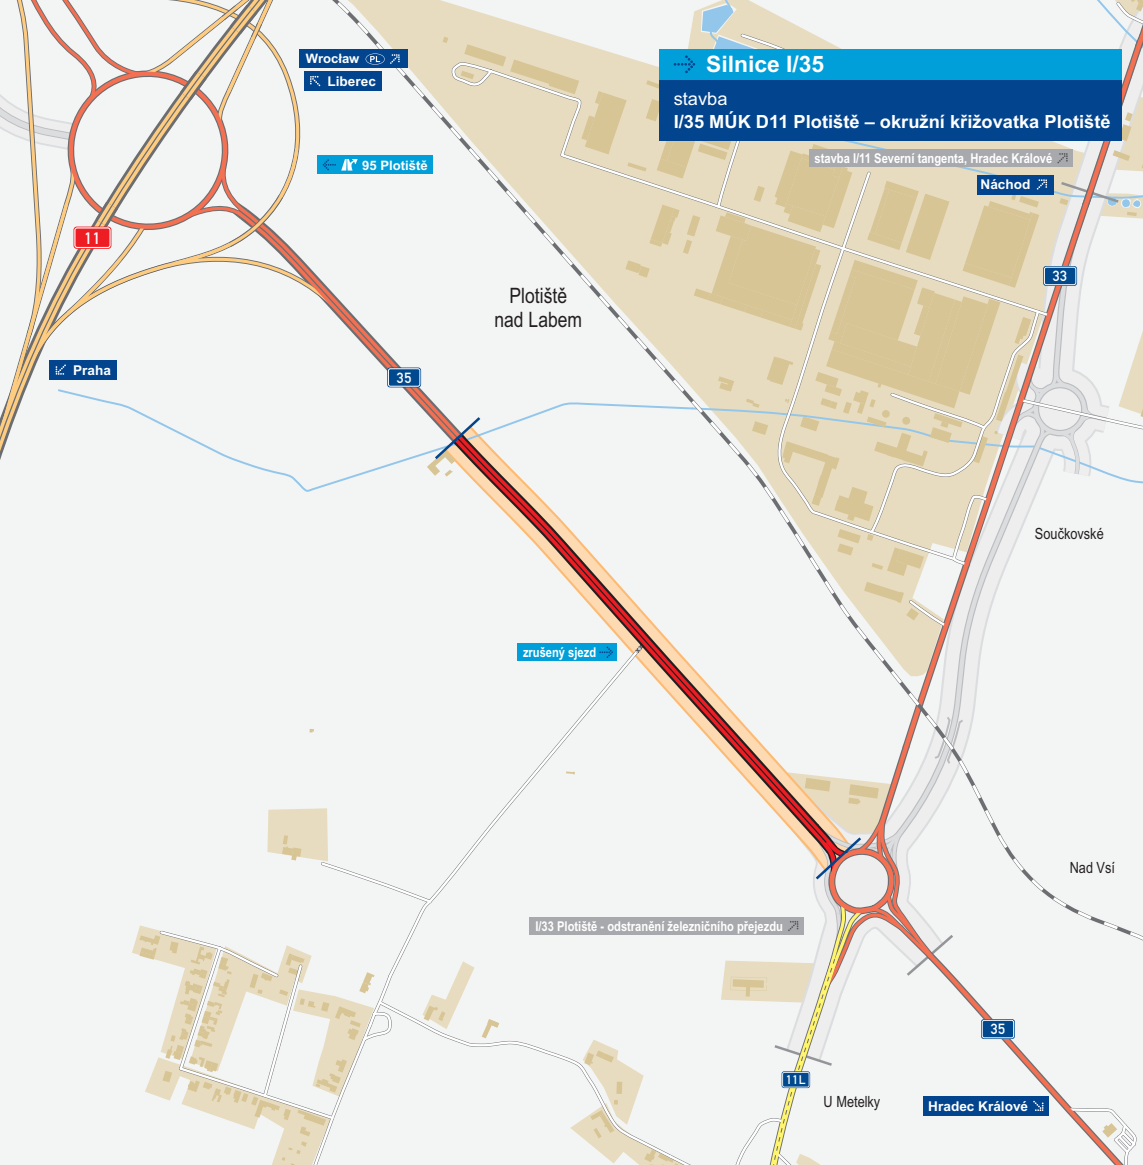 Wrocław PL
Liberec
Silnice I/35
stavba
I/35 MÚK D11 Plotiště – okružní křižovatka Plotiště
95 Plotiště
stavba I/11 Severní tangenta, Hradec Králové
Náchod
11
33
Plotiště
nad Labem
Praha
35
Součkovské
zrušený sjezd
Nad Vsí
I/33 Plotiště - odstranění železničního přejezdu
35
11L
U Metelky
Hradec Králové